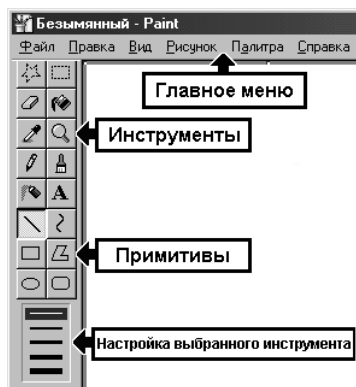 Безымянный - Paint
Файл Правка Вид Рисунок Палитра Справка
Главное меню
Инструменты
A
Примитивы
Настройка выбранного инструмента